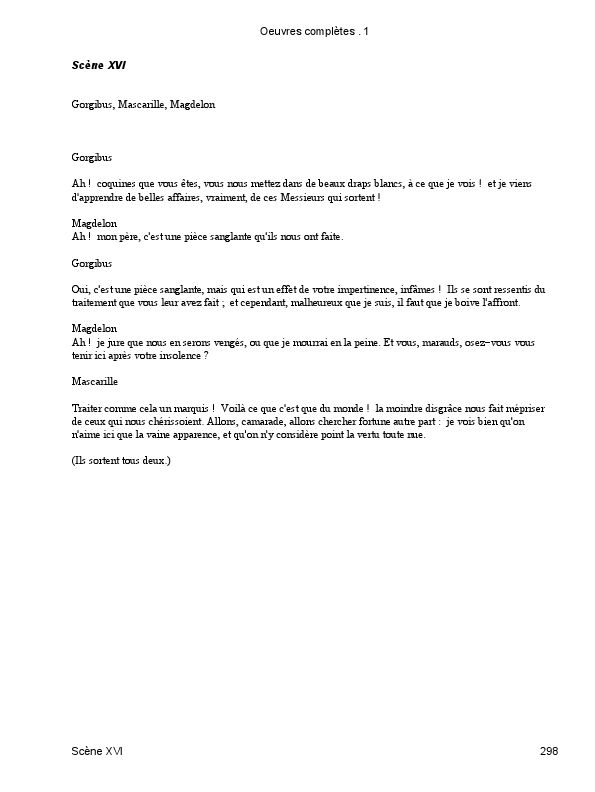 Oeuvres complètes . 1
Scène XVI
Gorgibus, Mascarille, Magdelon
Gorgibus
Ah ! coquines que vous êtes, vous nous mettez dans de beaux draps blancs, à ce que je vois ! et je viens
d'apprendre de belles affaires, vraiment, de ces Messieurs qui sortent !
Magdelon
Ah ! mon père, c'est une pièce sanglante qu'ils nous ont faite.
Gorgibus
Oui, c'est une pièce sanglante, mais qui est un effet de votre impertinence, infâmes ! Ils se sont ressentis du
traitement que vous leur avez fait ; et cependant, malheureux que je suis, il faut que je boive l'affront.
Magdelon
Ah ! je jure que nous en serons vengés, ou que je mourrai en la peine. Et vous, marauds, osez-vous vous
tenir ici après votre insolence ?
Mascarille
Traiter comme cela un marquis ! Voilà ce que c'est que du monde ! la moindre disgrâce nous fait mépriser
de ceux qui nous chérissoient. Allons, camarade, allons chercher fortune autre part : je vois bien qu'on
n'aime ici que la vaine apparence, et qu'on n'y considère point la vertu toute nue.
(Ils sortent tous deux.)
Scène XVI 298